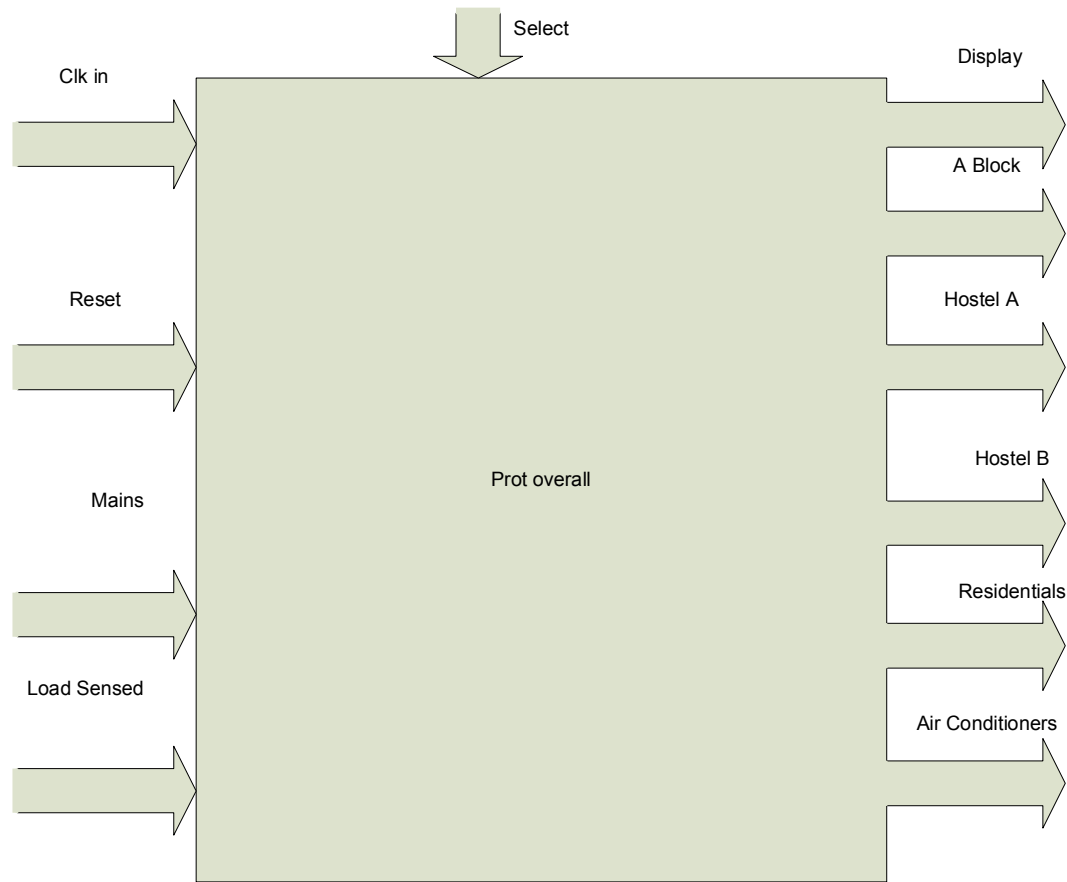 Select
Display
Clk in
A Block
Reset
Hostel A
Hostel B
Prot overall
Mains
Residentials
Load Sensed
Air Conditioners